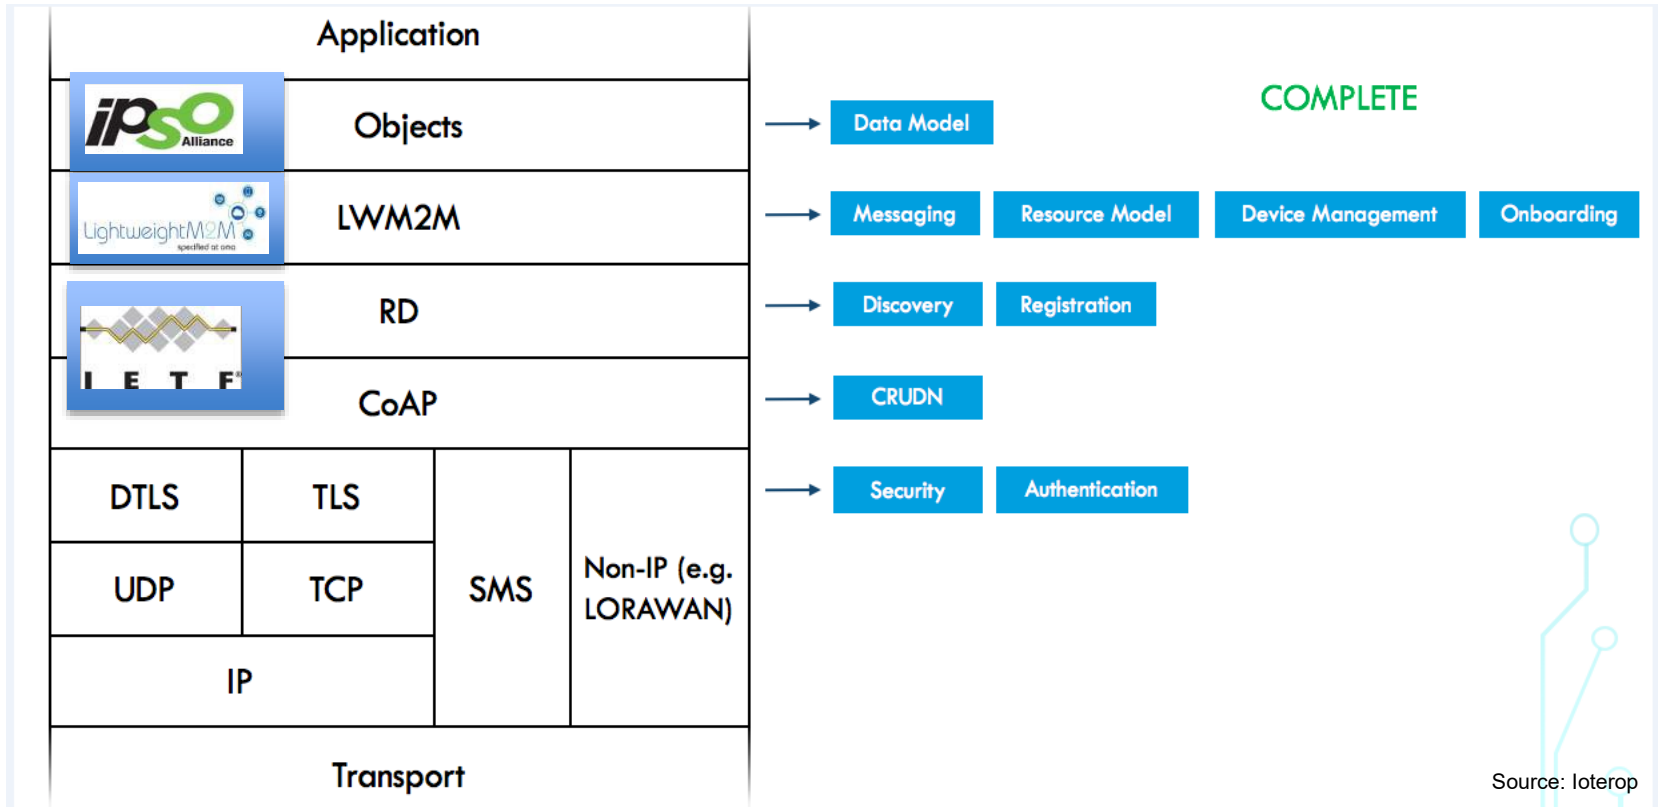 Application
COMPLETE
iPSO
Alliance
Objects
Data Model
LightweightM2M
specified at oma
LWM2M
Messaging
Resource Model
Device Management
Onboarding
RD
Discovery
Registration
I E T F®
CoAP
CRUDN
DTLS
TLS
Security
Authentication
UDP
TCP
SMS
Non-IP (e.g.
LORAWAN)
IP
Transport
Source: Ioterop